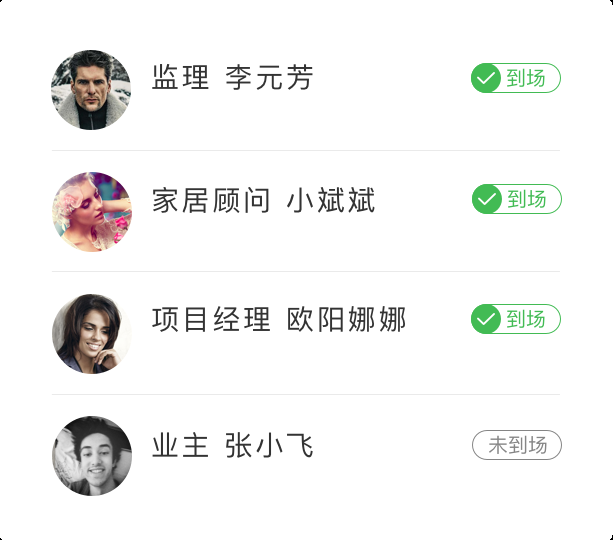 监理 李元芳 到场
家居顾问 小斌斌 到场
项目经理 欧阳娜娜 到场
业主 张小飞 未到场